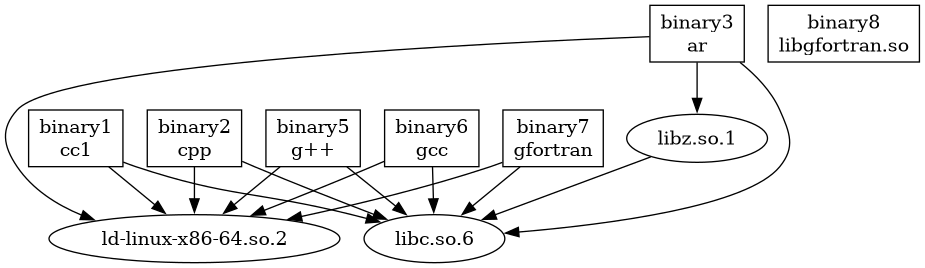 binary3
ar
binary8
libgfortran.so
binary1
cc1
binary2
cpp
binary5
g++
binary6
gcc
binary7
gfortran
libz.so.1
ld-linux-x86-64.so.2
libc.so.6